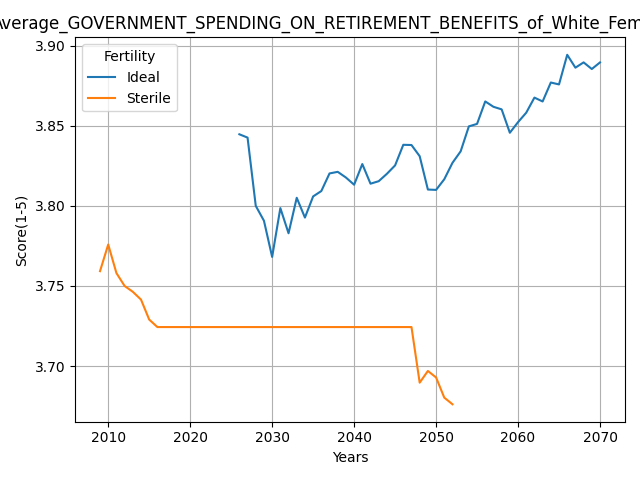 verage_GOVERNMENT_SPENDING_ON_RETIREMENT_BENEFITS_of_White_Fem
Fertility
Ideal
Sterile
3.90
3.85
3.80
3.75
3.70
Score(1-5)
2010 2020 2030 2040 2050 2060 2070
Years